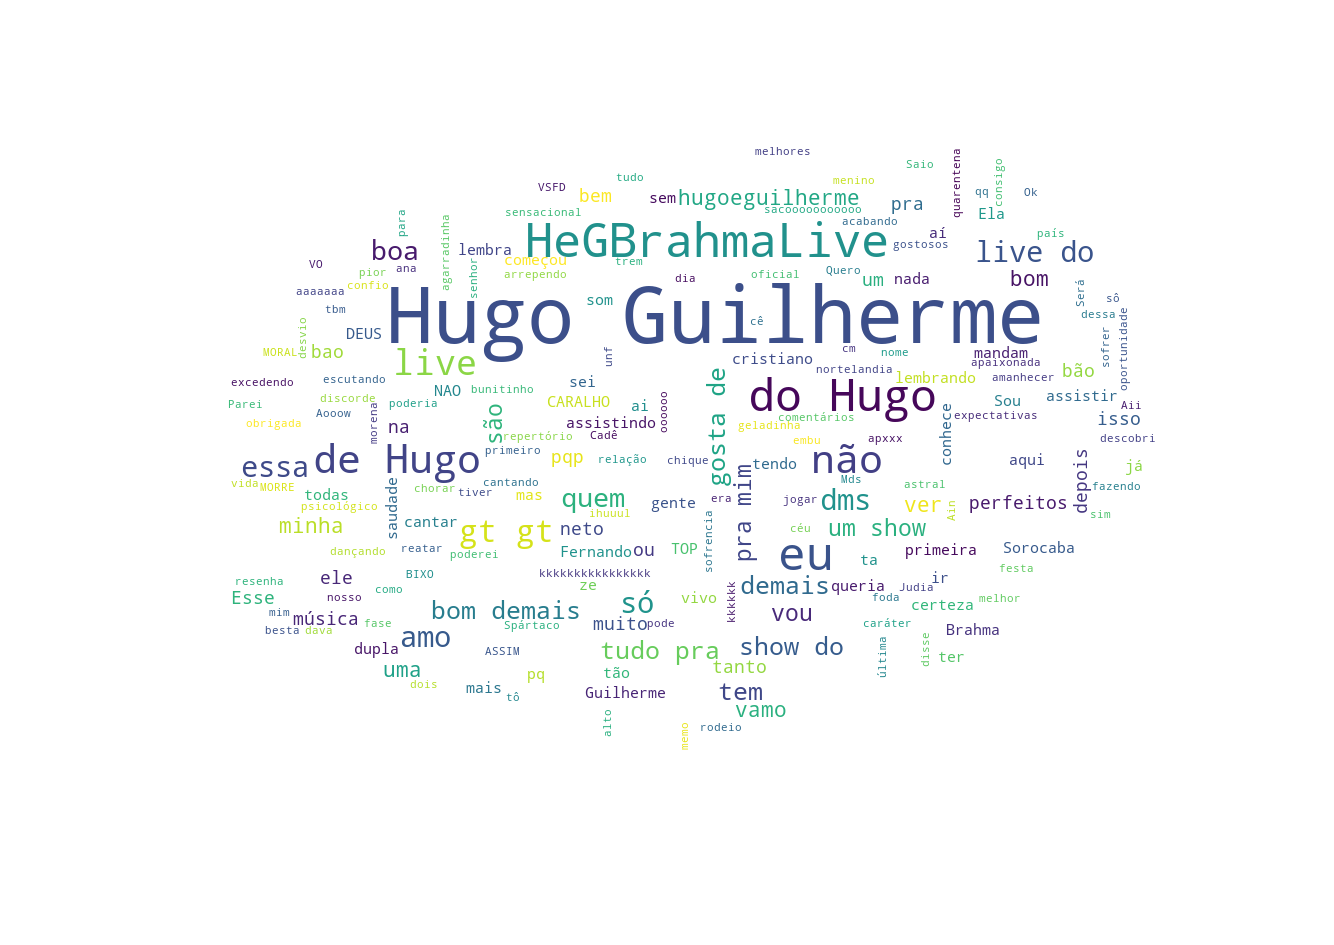 melhores
Saio
quarentena
consigo
qq
Ok
VSFD
tudo
bem
sem
hugoeguilherme
menino
pra
Ela
sensacional
sacooooooooooo
acabando
para
agarradinha
boa
lembra
HeGBrahmaLive
aí
gostosos
live do
país
VO
pior
ana
senhor
começou
arrependo
trem
dia
oficial
Quero
um
nada
bom
Será
sô
aaaaaaa
confio
tbm
desvio
DEUS
Hugo Guilherme
som
cê
dessa
oportunidade
MORAL
bao
live
unf
cristiano
cm
nome
mandam
apaixonada
sofrer
excedendo
escutando
NAO
bunitinho
sei
gosta de
nortelandia
lembrando
amanhecer
bão
Parei
discorde
poderia
CARALHO
ai
oooooo
do Hugo
Sou
assistir
Aii
Aooow
obrigada
morena
na
são
assistindo
comentários
geladinha
expectativas
isso
repertório
Cadê
embu
apxxx
conhece
descobri
essa
de Hugo
primeiro
pqp
relação
chique
pra mim
tendo
não
aqui
depois
já
vida
MORRE
todas
chorar
tiver
cantando
mas
quem
gente
era
jogar
Mds
dms
astral
ver
Ain
perfeitos
fazendo
psicológico
saudade
ihuuul
sim
minha
cantar
gt gt
neto
sofrencia
céu
um show
dançando
reatar
poderei
Fernando
ou
TOP
eu
ta
primeira
Sorocaba
resenha
ele
BIXO
kkkkkkkkkkkkkkkk
ze
kkkkkk
demais
queria
Judia
ir
festa
Esse
nosso
como
só
vivo
foda
certeza
melhor
mim
música
fase
bom demais
Spártaco
muito
pode
vou
caráter
Brahma
besta
dava
amo
dupla
ASSIM
tudo pra
show do
última
disse
ter
uma
dois
mais
tô
pq
tão
Guilherme
tanto
tem
vamo
alto
memo
rodeio